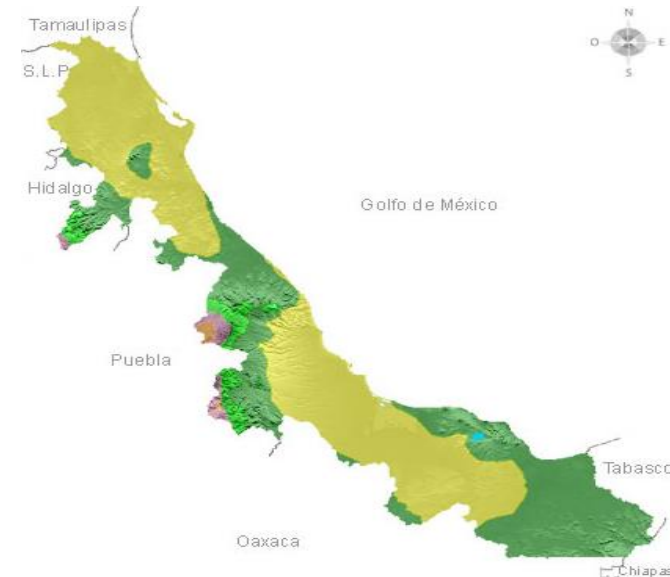 Tamaulipas
N
O E
S
S.L.P
Hidalgo
Golfo de México
Puebla
Tabasco
Oaxaca
Chiapas